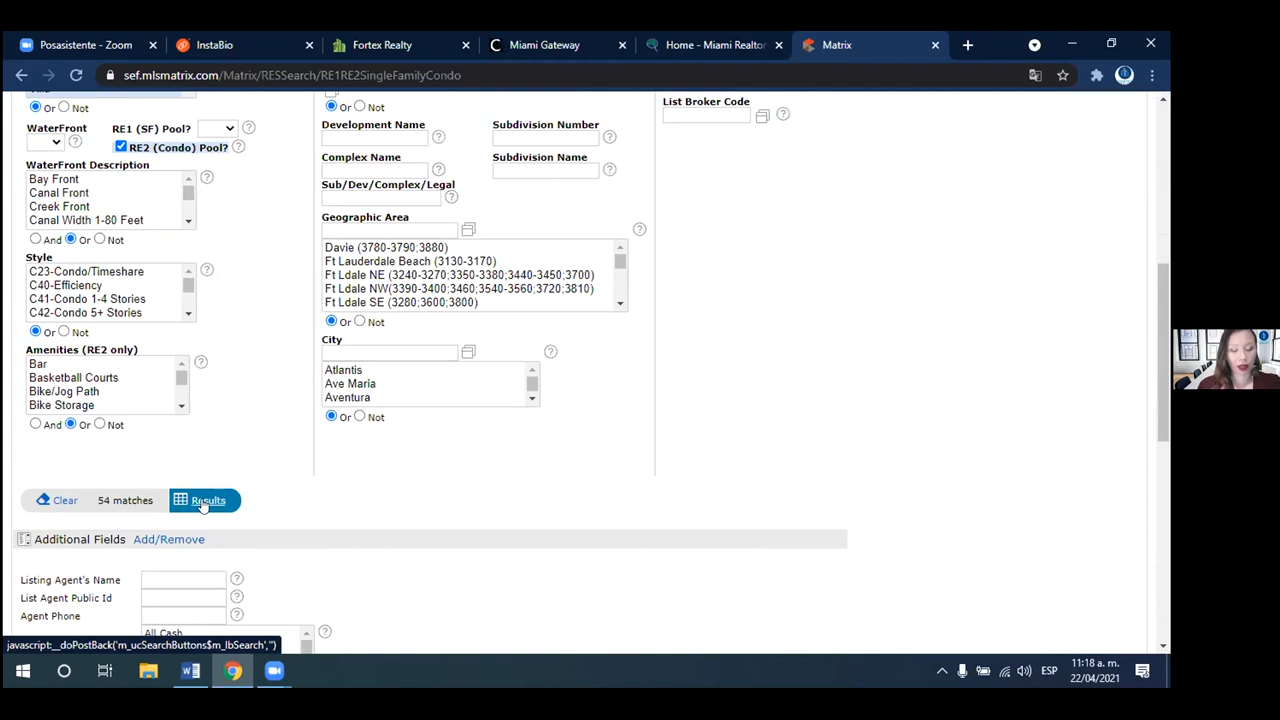 Posasistente - Zoom
InstaBio
Fortex Realty
Miami Gateway
Home - Miami Realtor
Matrix
sef.mlsmatrix.com/Matrix/RESSearch/RE1RE2SingleFamilyCondo
Or Not
WaterFront
RE1 (SF) Pool?
RE2 (Condo) Pool?
WaterFront Description
Bay Front
Canal Front
Creek Front
Canal Width 1-80 Feet
And Or Not
Style
C23-Condo/Timeshare
C40-Efficiency
C41-Condo 1-4 Stories
C42-Condo 5+ Stories
Or Not
Amenities (RE2 only)
Bar
Basketball Courts
Bike/Jog Path
Bike Storage
And Or Not
Or Not
Development Name
Subdivision Number
Complex Name
Subdivision Name
Sub/Dev/Complex/Legal
Geographic Area
Davie (3780-3790;3880)
Ft Lauderdale Beach (3130-3170)
Ft Ldale NE (3240-3270;3350-3380;3440-3450;3700)
Ft Ldale NW(3390-3400;3460;3540-3560;3720;3810)
Ft Ldale SE (3280;3600;3800)
Or Not
City
Atlantis
Ave Maria
Aventura
Or Not
List Broker Code
Clear 54 matches Results
Additional Fields Add/Remove
Listing Agent's Name
List Agent Public Id
Agent Phone
All Cash
javascript:__doPostBack('m_ucSearchButtons$m_lbSearch','')
ESP
11:18 a. m.
22/04/2021